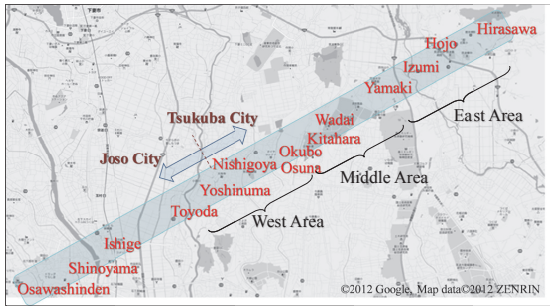 Hirasawa
Hojo
Izumi
Yamaki
East Area
Tsukuba City
Wadai
Kitahara
Okubo
Osuna
Middle Area
Joso City
Nishigoya
Yoshinuma
Toyoda
West Area
Ishige
Shinoyama
Osawashinden
©2012 Google, Map data©2012 ZENRIN